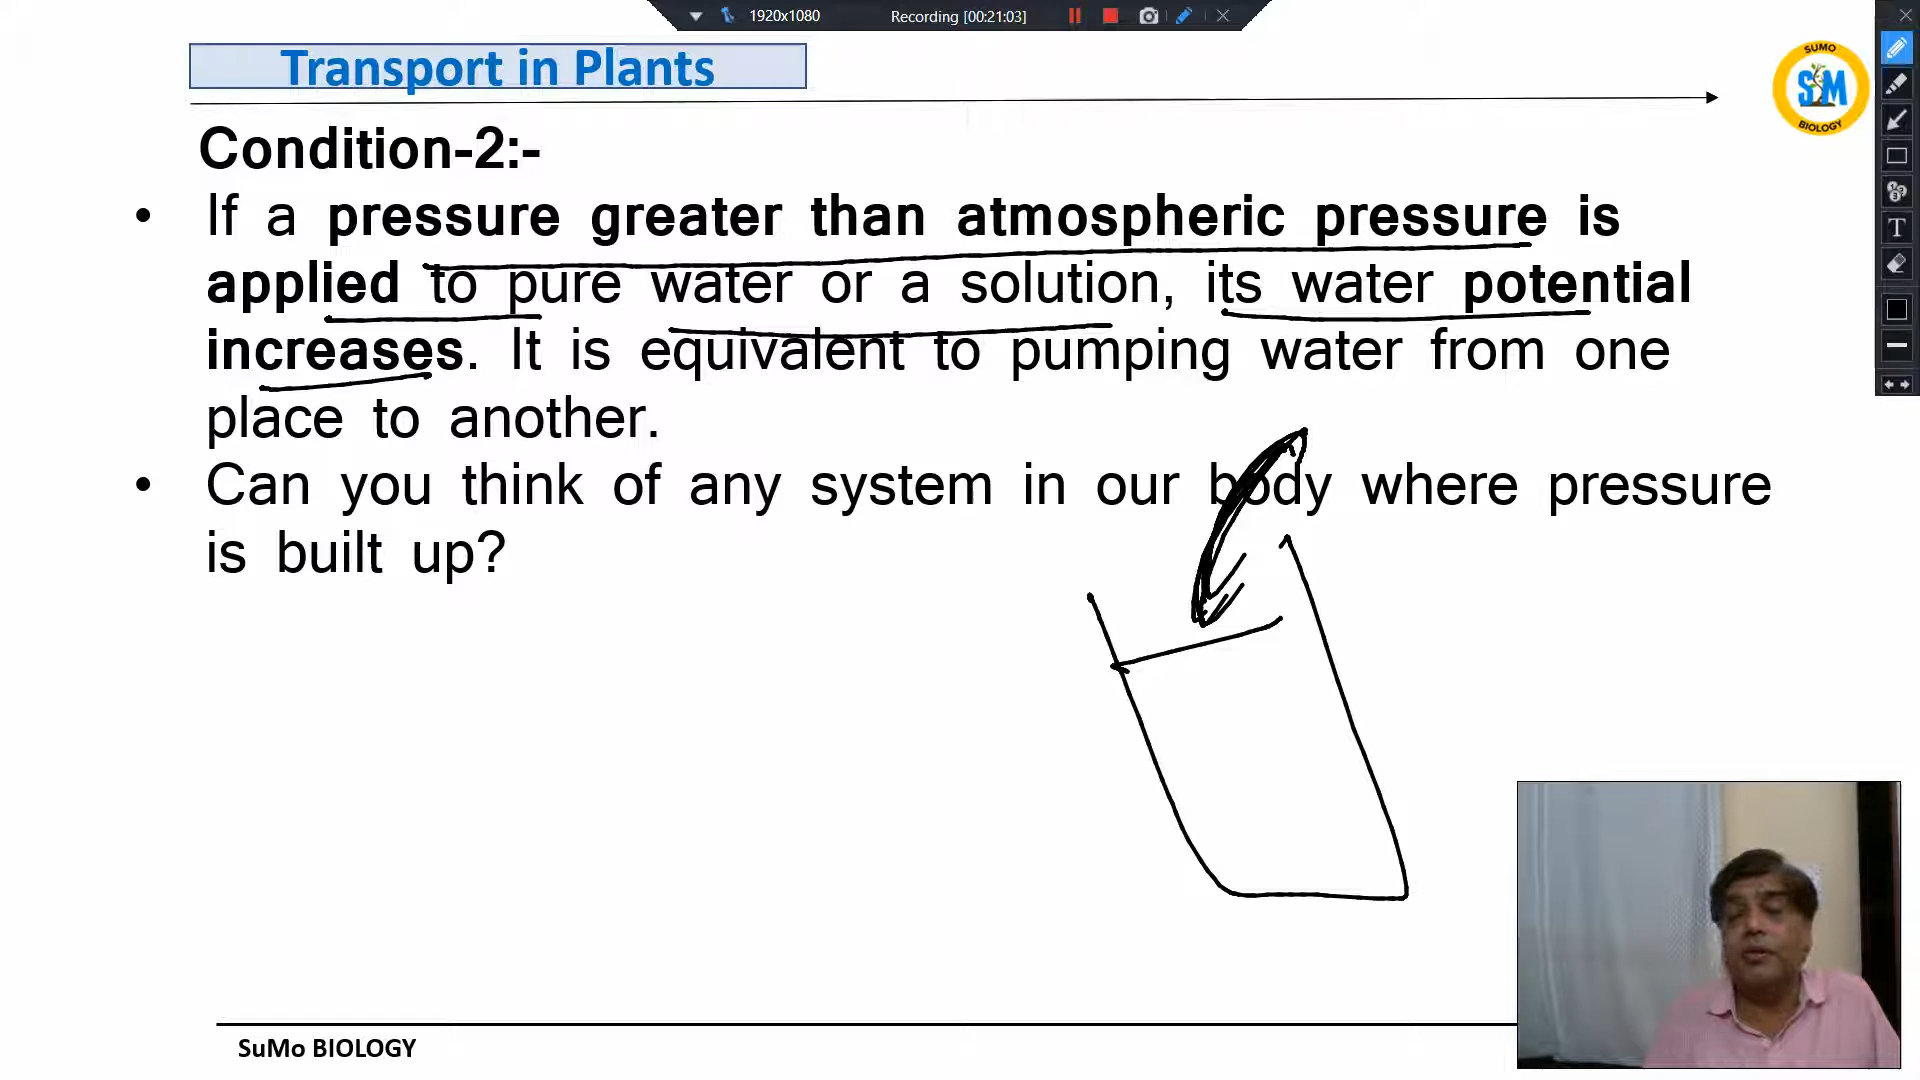 1920x1080
Recording [00:21:03]
Transport in Plants
SUMO
SM
BIOLOGY
Condition-2:-
• If a pressure greater than atmospheric pressure is
applied to pure water or a solution, its water potential
increases. It is equivalent to pumping water from one
place to another.
• Can you think of any system in our body where pressure
is built up?
SuMo BIOLOGY